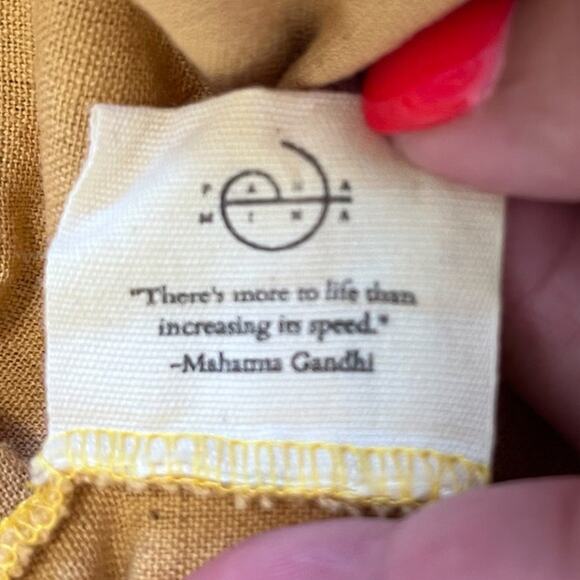 P A N A
M I N A
"There's more to life than
increasing its speed."
-Mahatma Gandhi